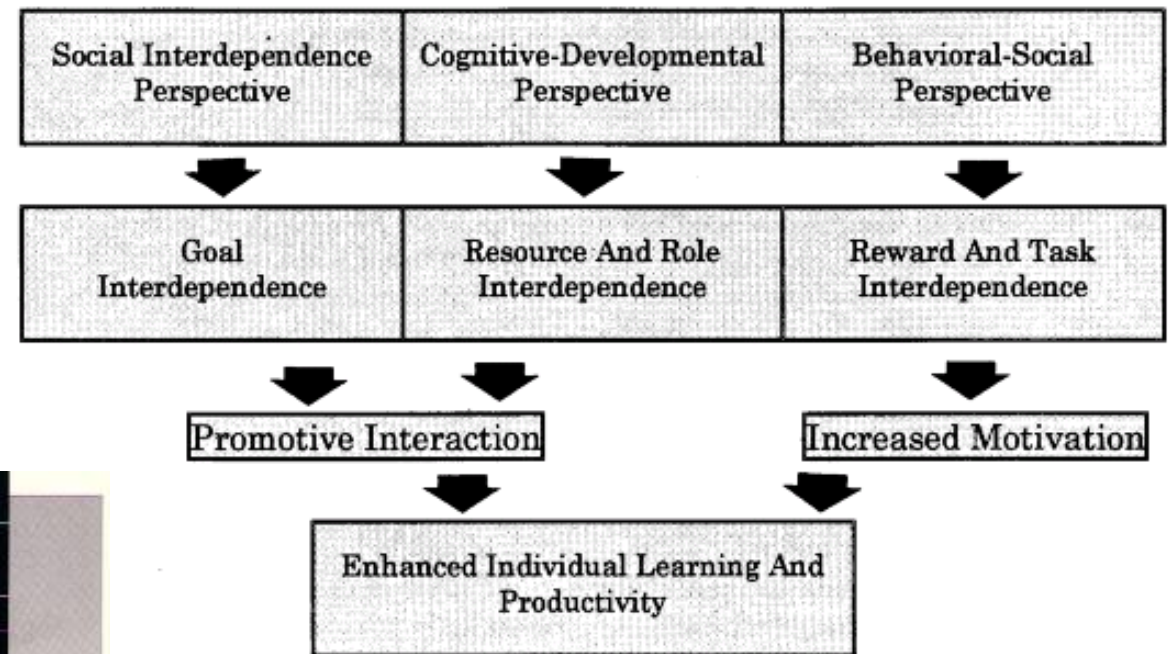 Social Interdependence
Perspective
Cognitive-Developmental
Perspective
Behavioral-Social
Perspective
Goal
Interdependence
Resource And Role
Interdependence
Reward And Task
Interdependence
Promotive Interaction
Increased Motivation
Enhanced Individual Learning And
Productivity